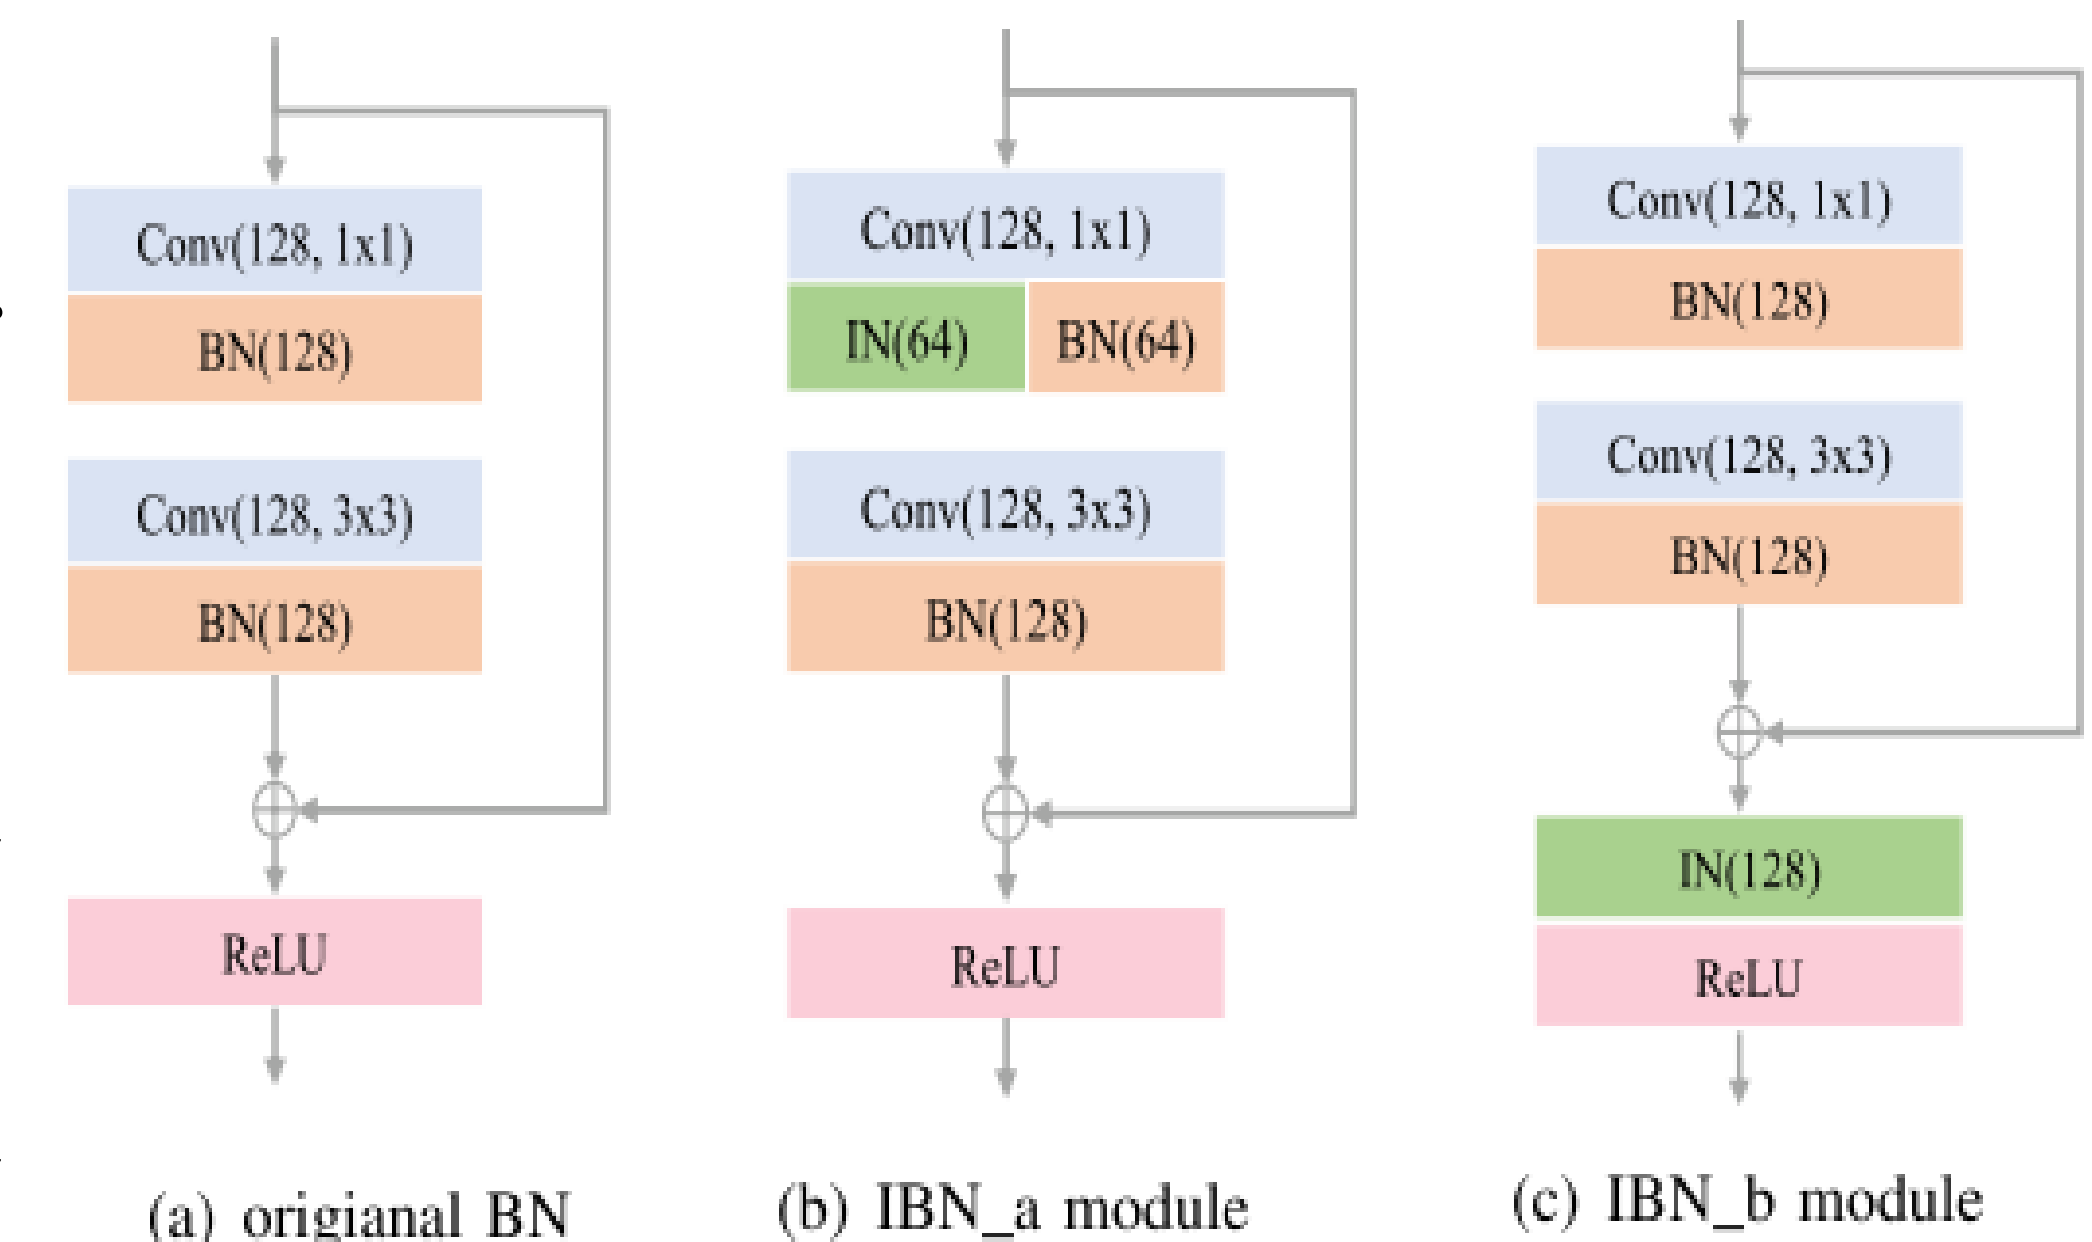 Conv(128, 1x1)
BN(128)
Conv(128, 3x3)
BN(128)
ReLU
(a) origianal BN
Conv(128, 1x1)
IN(64)
BN(64)
Conv(128, 3x3)
BN(128)
ReLU
(b) IBN_a module
Conv(128, 1x1)
BN(128)
Conv(128, 3x3)
BN(128)
IN(128)
ReLU
(c) IBN_b module